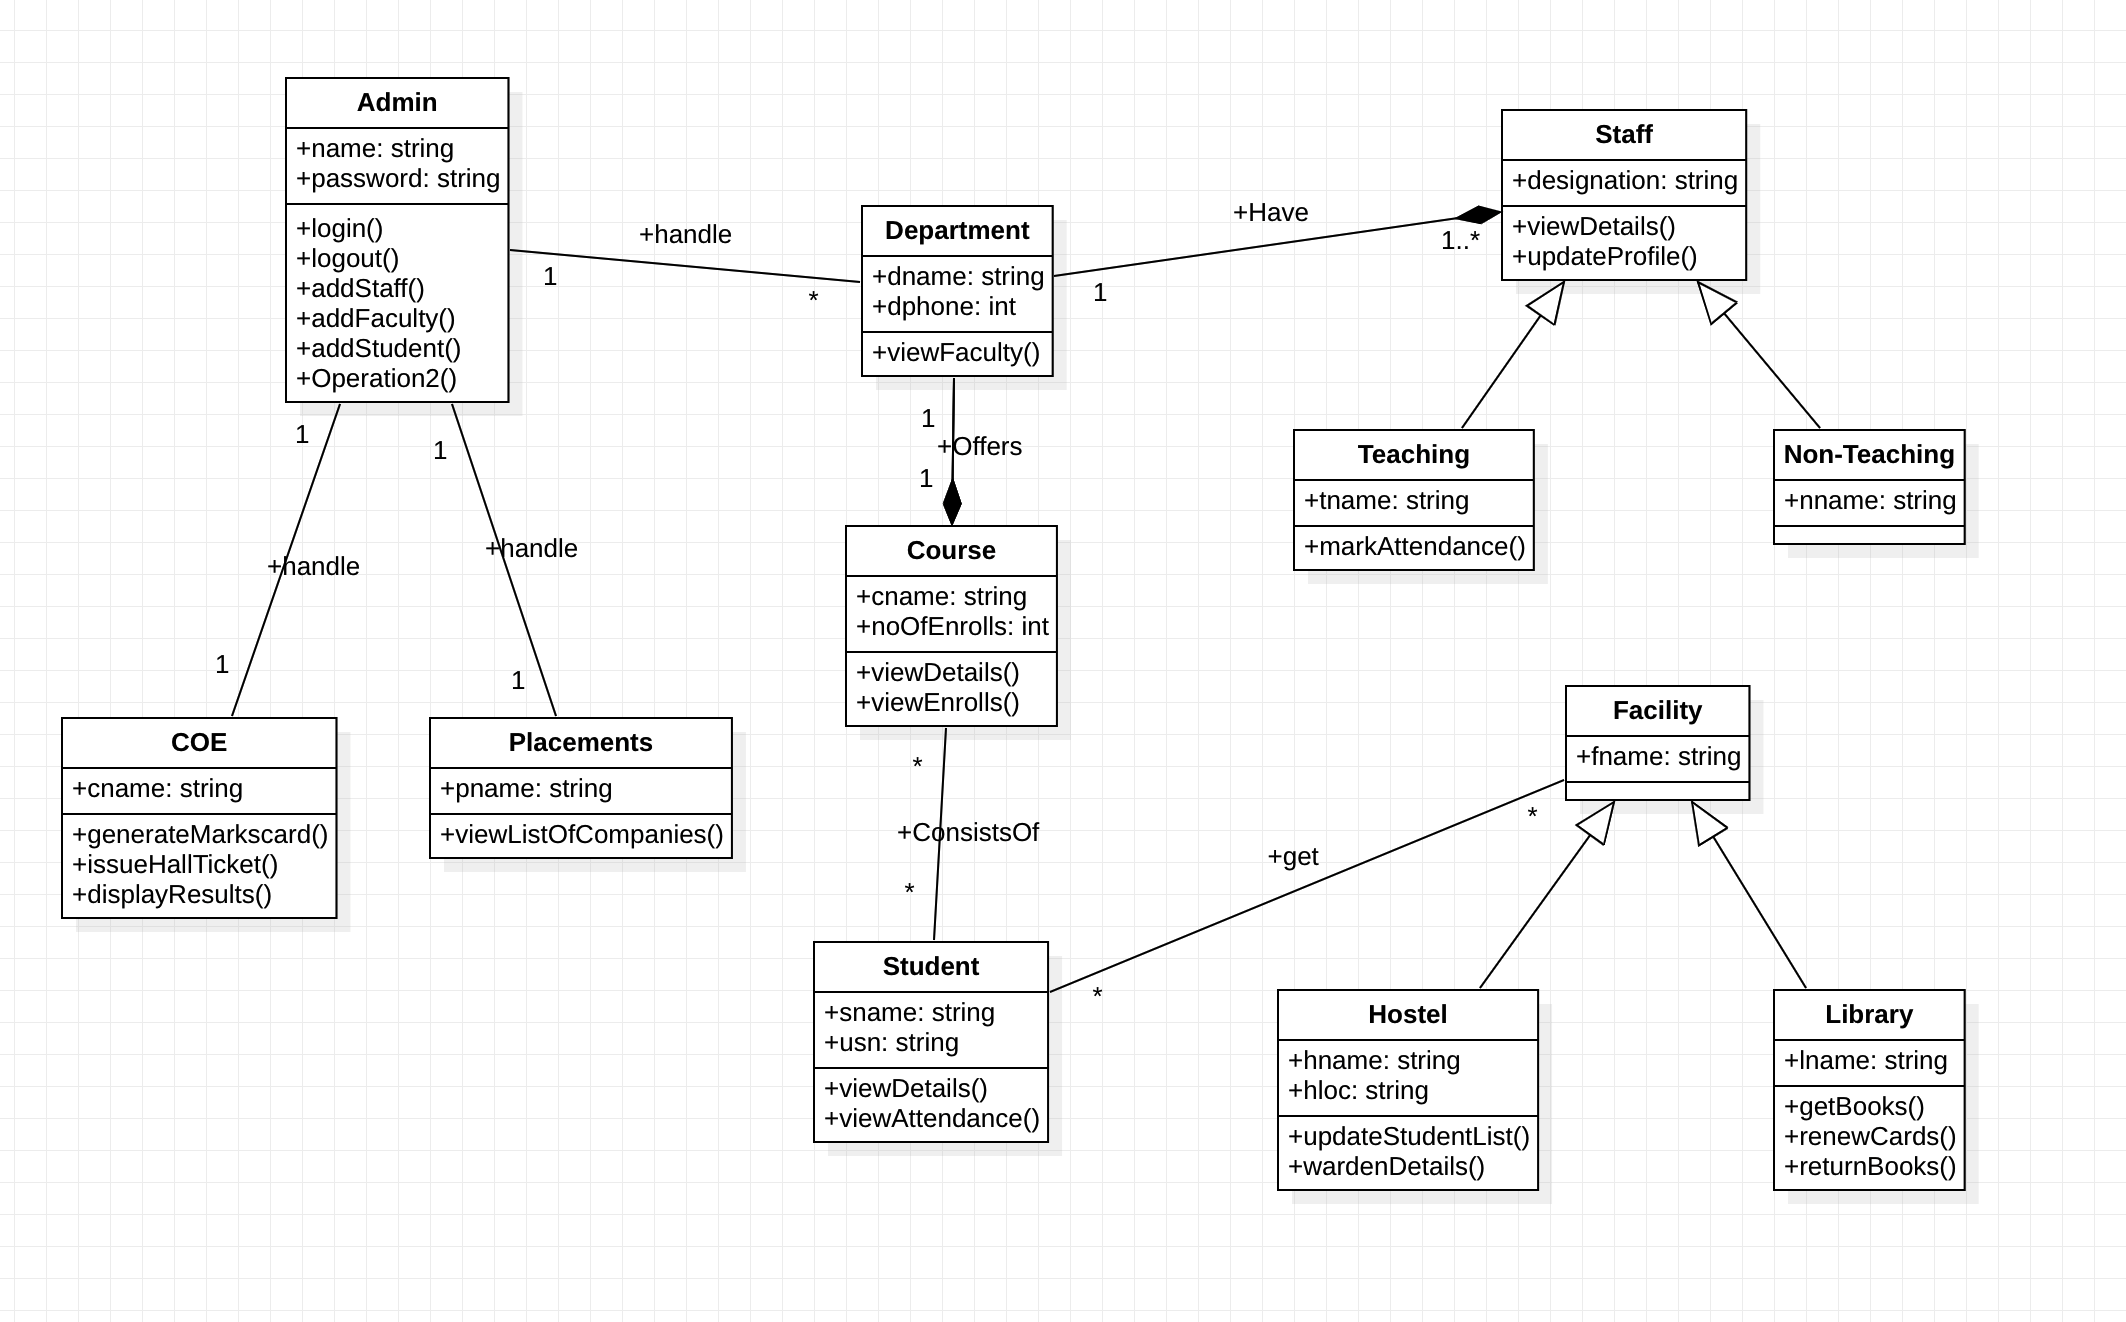 Admin
+name: string
+password: string
+login()
+logout()
+addStaff()
+addFaculty()
+addStudent()
+Operation2()
+handle
1
*
Department
+dname: string
+dphone: int
+viewFaculty()
+Have
1
1..*
Staff
+designation: string
+viewDetails()
+updateProfile()
1
+handle
1
1
+handle
1
1
+Offers
1
Teaching
+tname: string
+markAttendance()
Non-Teaching
+nname: string
Course
+cname: string
+noOfEnrolls: int
+viewDetails()
+viewEnrolls()
COE
+cname: string
+generateMarkscard()
+issueHallTicket()
+displayResults()
Placements
+pname: string
+viewListOfCompanies()
*
+ConsistsOf
*
Facility
+fname: string
*
+get
*
Student
+sname: string
+usn: string
+viewDetails()
+viewAttendance()
Hostel
+hname: string
+hloc: string
+updateStudentList()
+wardenDetails()
Library
+lname: string
+getBooks()
+renewCards()
+returnBooks()